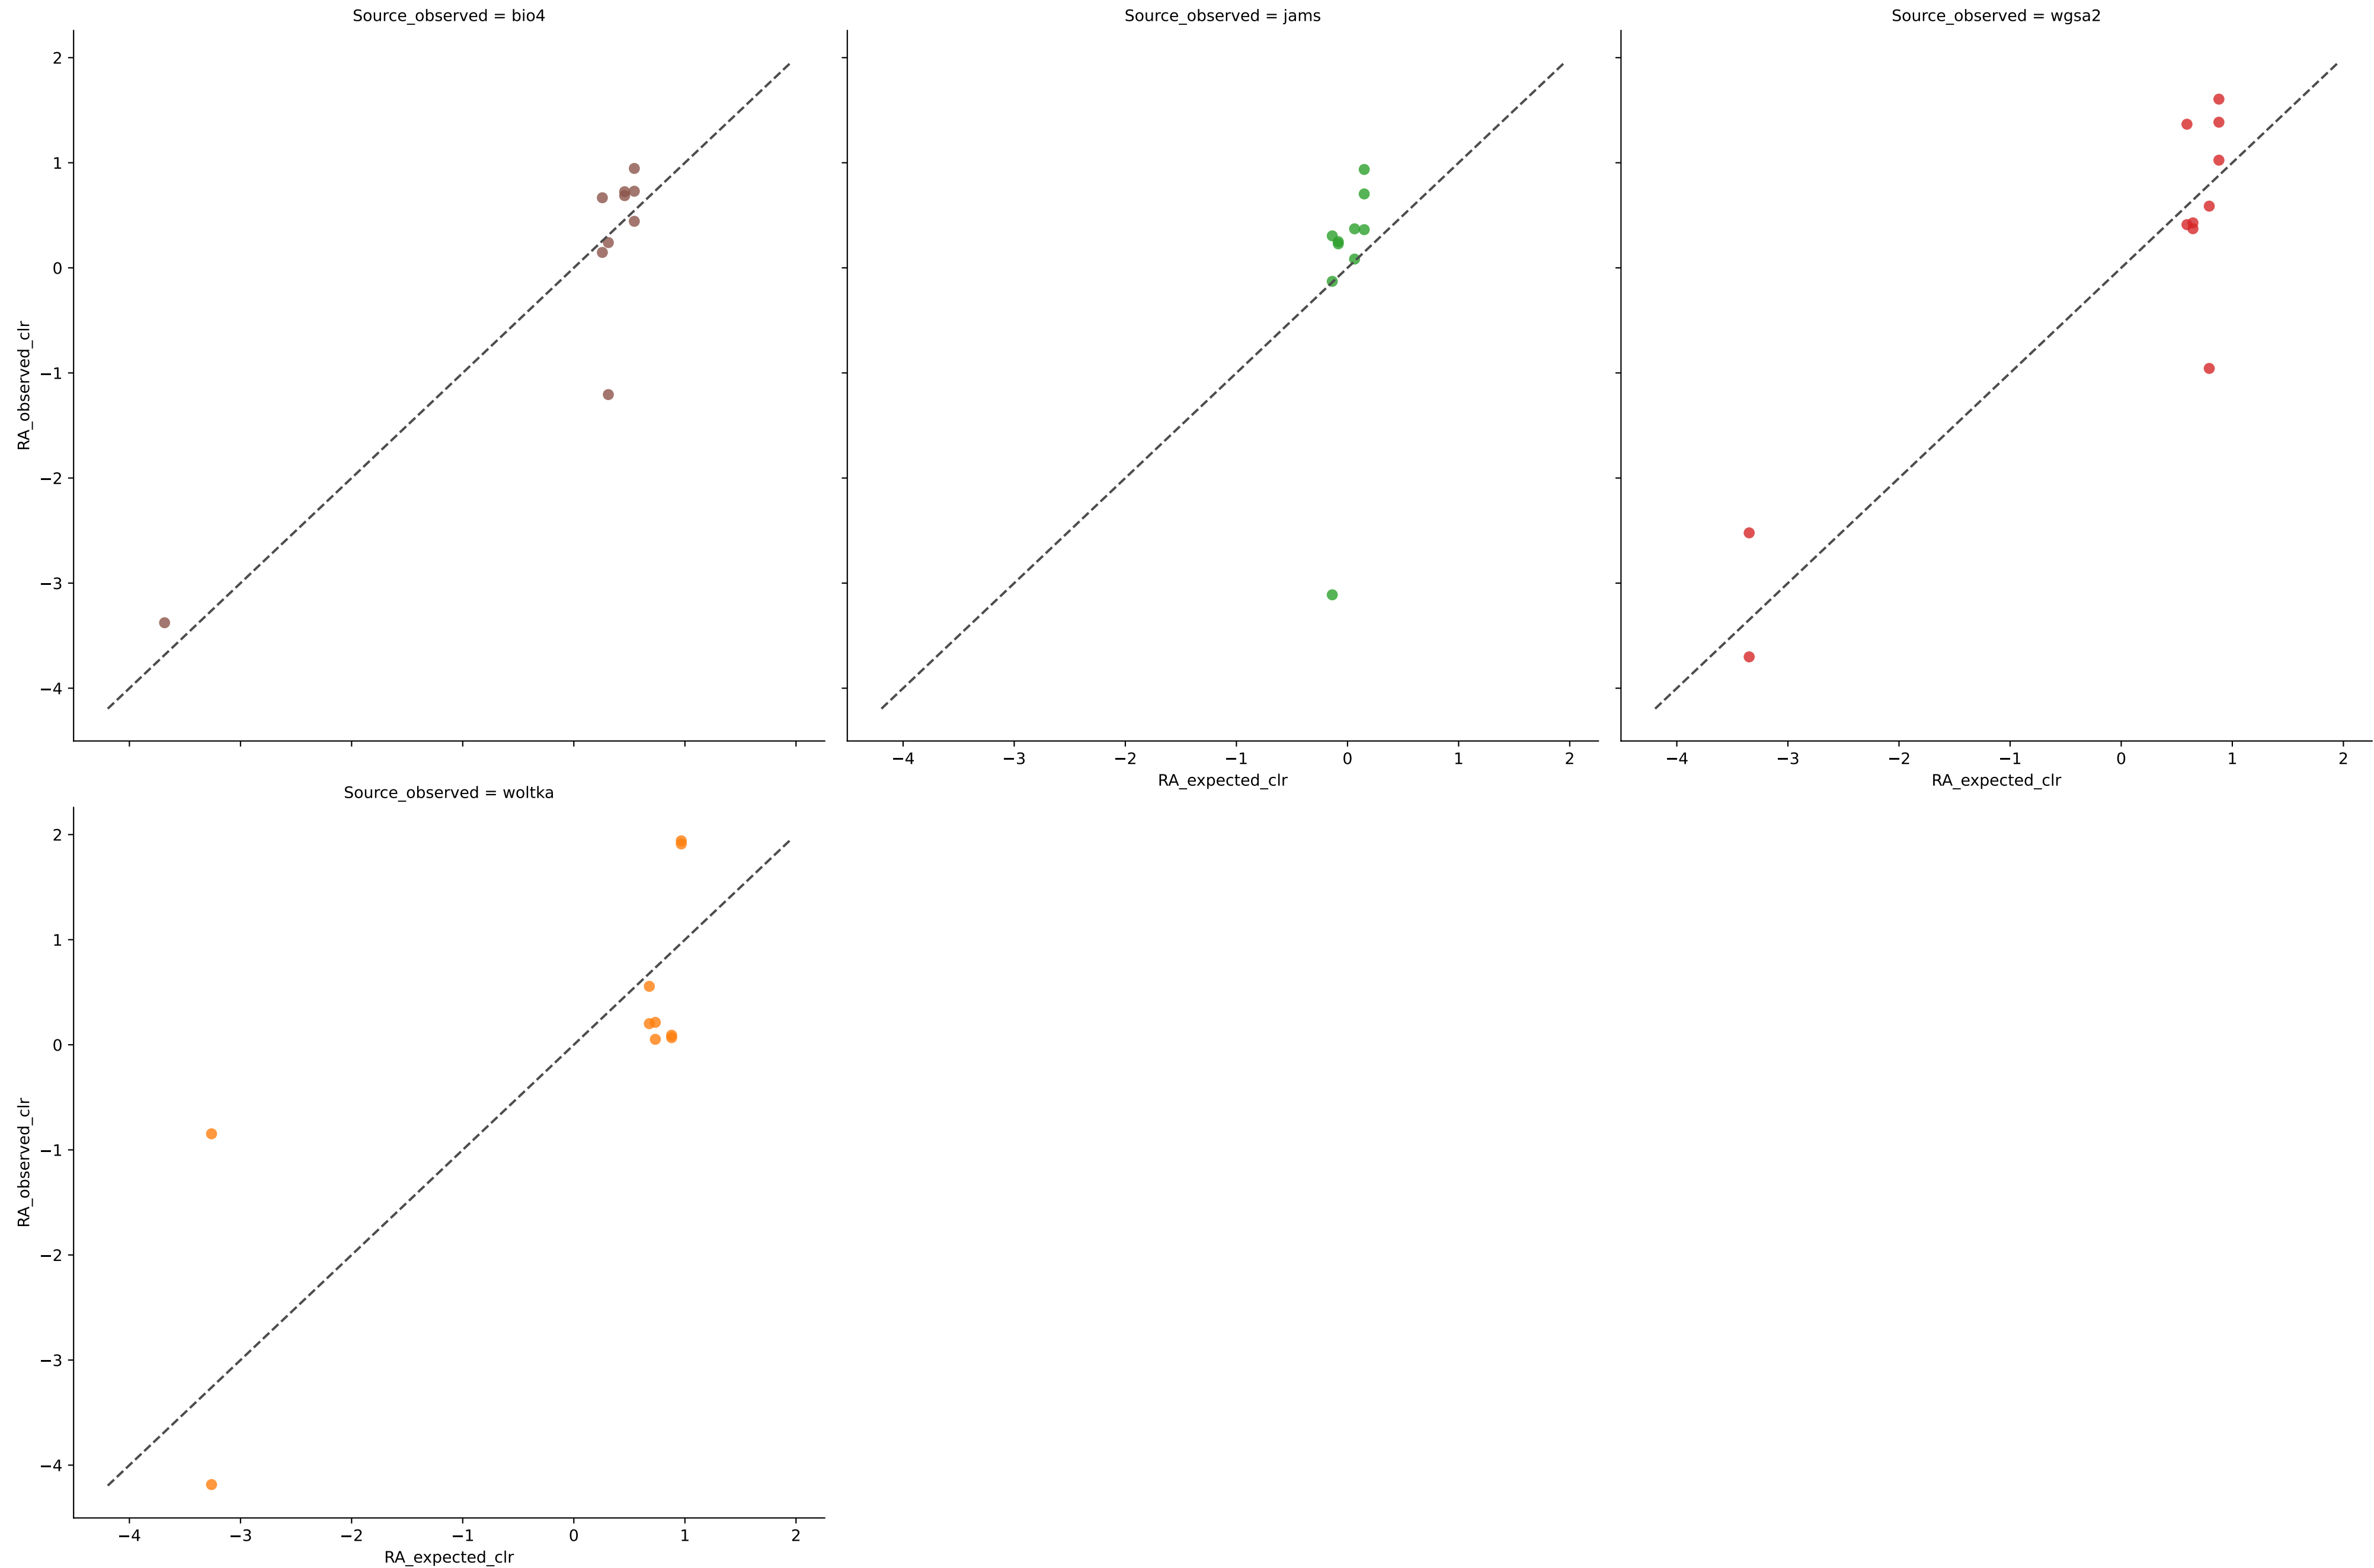 Source_observed = bio4
Source_observed = jams
Source_observed = wgsa2
2
1
0
−1
−2
−3
−4
RA_observed_clr
−4 −3 −2 −1 0 1 2
RA_expected_clr
−4 −3 −2 −1 0 1 2
RA_expected_clr
Source_observed = woltka
2
1
0
−1
−2
−3
−4
RA_observed_clr
−4 −3 −2 −1 0 1 2
RA_expected_clr